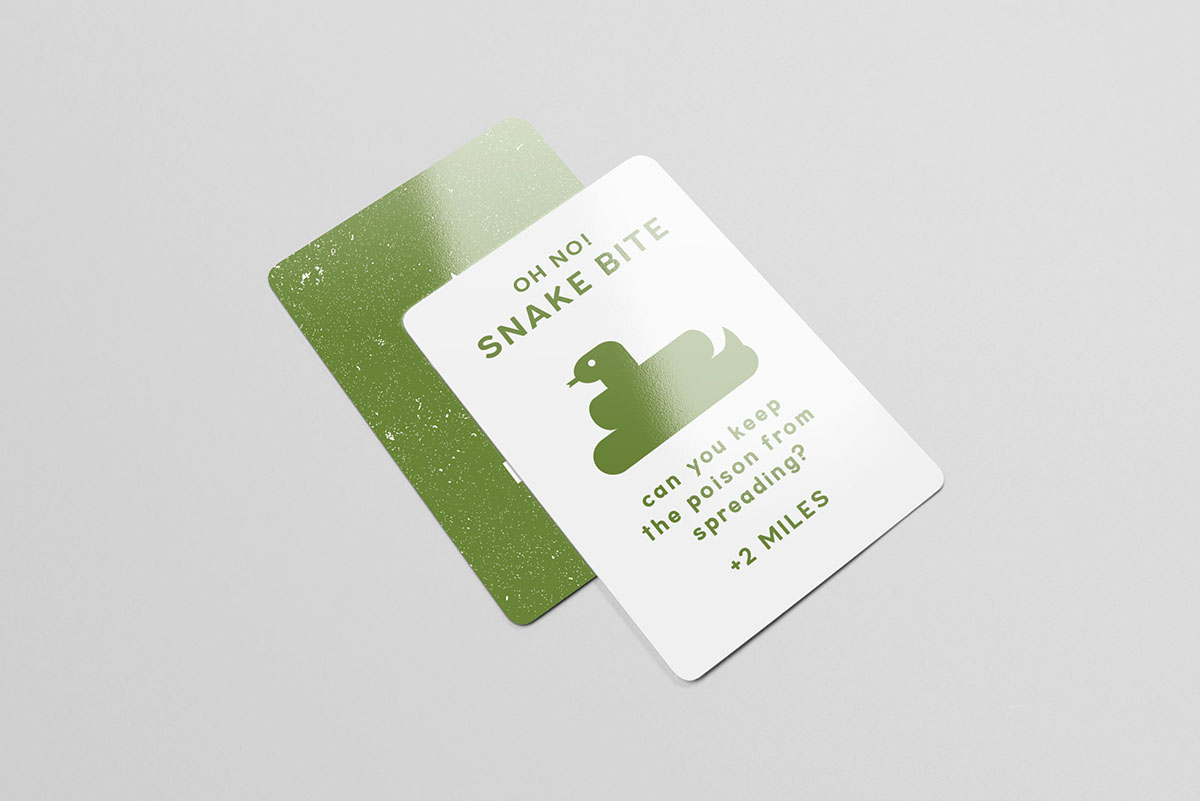 OH NO!
SNAKE BITE
can you keep
the poison from
spreading?
+2 MILES